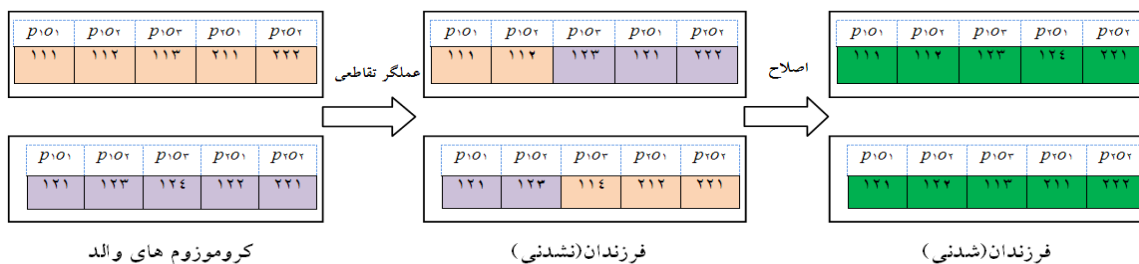 p۱o۱ p۱o۲ p۱o۳ p۲o۱ p۲o۲
۱۱۱ ۱۱۲ ۱۱۳ ۲۱۱ ۲۲۲
p۱o۱ p۱o۲ p۱o۳ p۲o۱ p۲o۲
۱۲۱ ۱۲۳ ۱۲٤ ۱۲۲ ۲۲۱
کروموزوم های والد
عملگر تقاطعی
p۱o۱ p۱o۲ p۱o۳ p۲o۱ p۲o۲
۱۱۱ ۱۱۲ ۱۲۳ ۱۲۱ ۲۲۲
p۱o۱ p۱o۲ p۱o۳ p۲o۱ p۲o۲
۱۲۱ ۱۲۳ ۱۱٤ ۲۱۲ ۲۲۱
فرزندان(نشدنی)
اصلاح
p۱o۱ p۱o۲ p۱o۳ p۲o۱ p۲o۲
۱۱۱ ۱۱۲ ۱۲۳ ۱۲٤ ۲۲۱
p۱o۱ p۱o۲ p۱o۳ p۲o۱ p۲o۲
۱۲۱ ۱۲۲ ۱۱۳ ۲۱۱ ۲۲۲
فرزندان(شدنی)